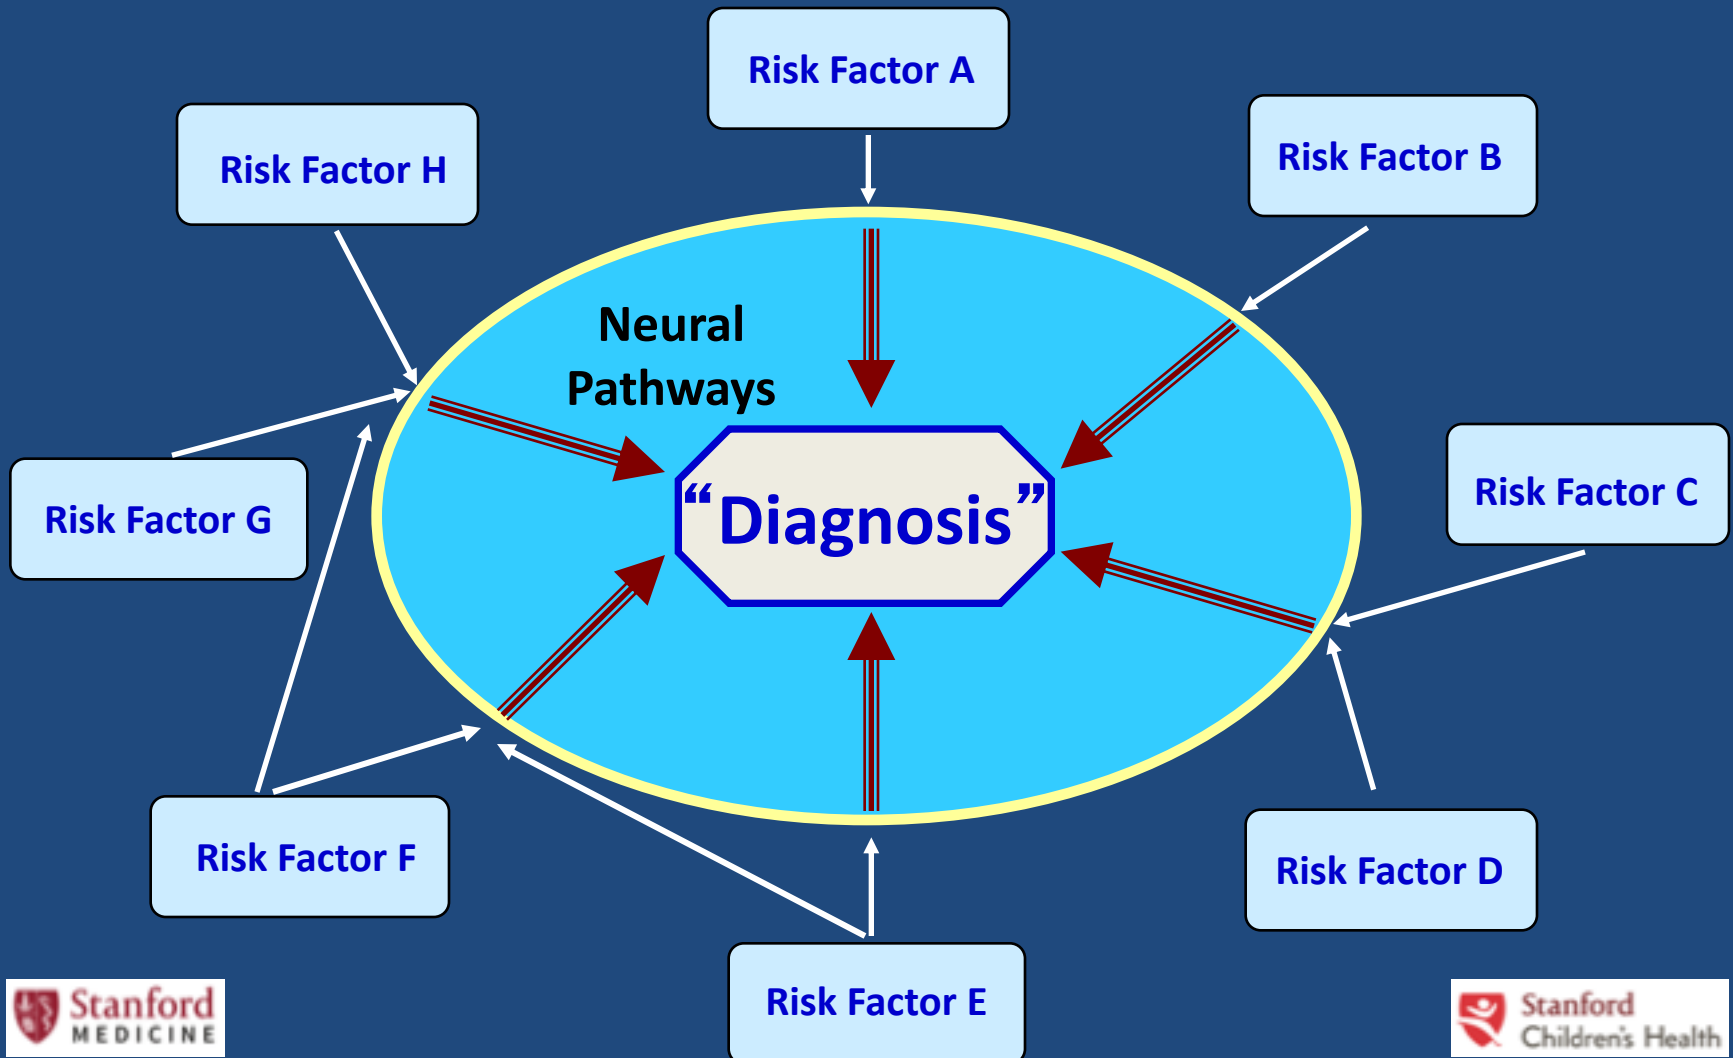 Risk Factor A
Risk Factor H
Risk Factor B
Neural
Pathways
Risk Factor G
“Diagnosis”
Risk Factor C
Risk Factor F
Risk Factor D
Risk Factor E
Stanford
MEDICINE
Stanford
Children's Health